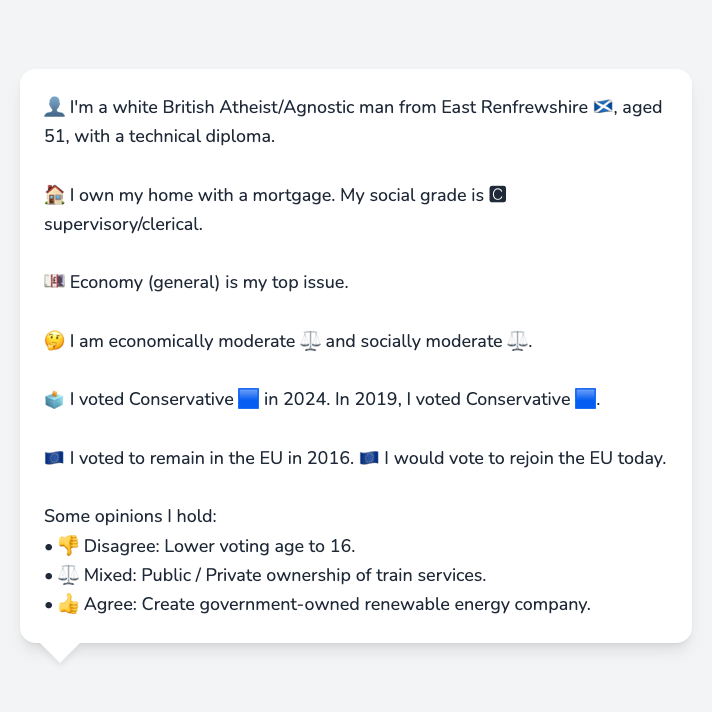 👤 I'm a white British Atheist/Agnostic man from East Renfrewshire 🏴󠁧󠁢󠁳󠁣󠁴󠁿, aged
51, with a technical diploma.
🏠 I own my home with a mortgage. My social grade is 🅲
supervisory/clerical.
💷 Economy (general) is my top issue.
🤔 I am economically moderate ⚖️ and socially moderate ⚖️.
🗳️ I voted Conservative 🟦 in 2024. In 2019, I voted Conservative 🟦.
🇪🇺 I voted to remain in the EU in 2016. 🇪🇺 I would vote to rejoin the EU today.
Some opinions I hold:
• 👎 Disagree: Lower voting age to 16.
• ⚖️ Mixed: Public / Private ownership of train services.
• 👍 Agree: Create government-owned renewable energy company.